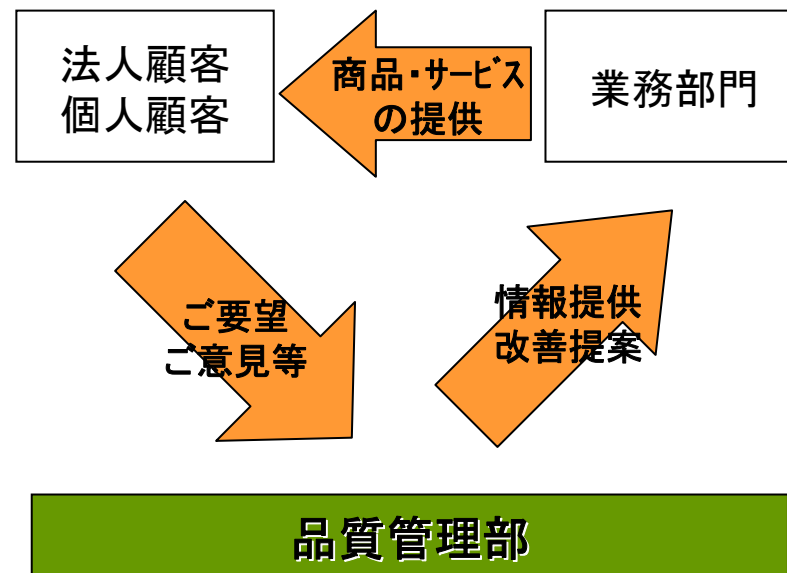 法人顧客
個人顧客
商品・サービス
の提供
業務部門
ご要望
ご意見等
情報提供
改善提案
品質管理部